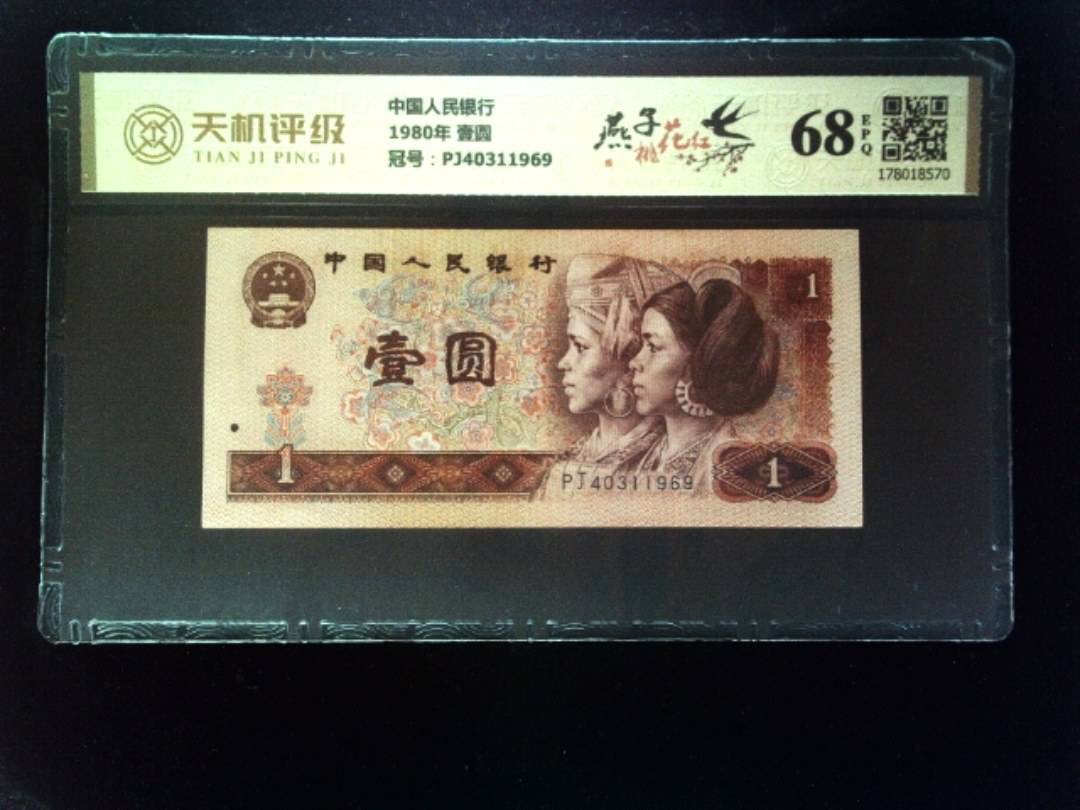 天机评级
TIAN JI PING JI
中国人民银行
1980年 壹圆
冠号：PJ40311969
燕子桃花红
68
EPQ
178018570
中国人民银行
1
壹圆
1
PJ40311969
1